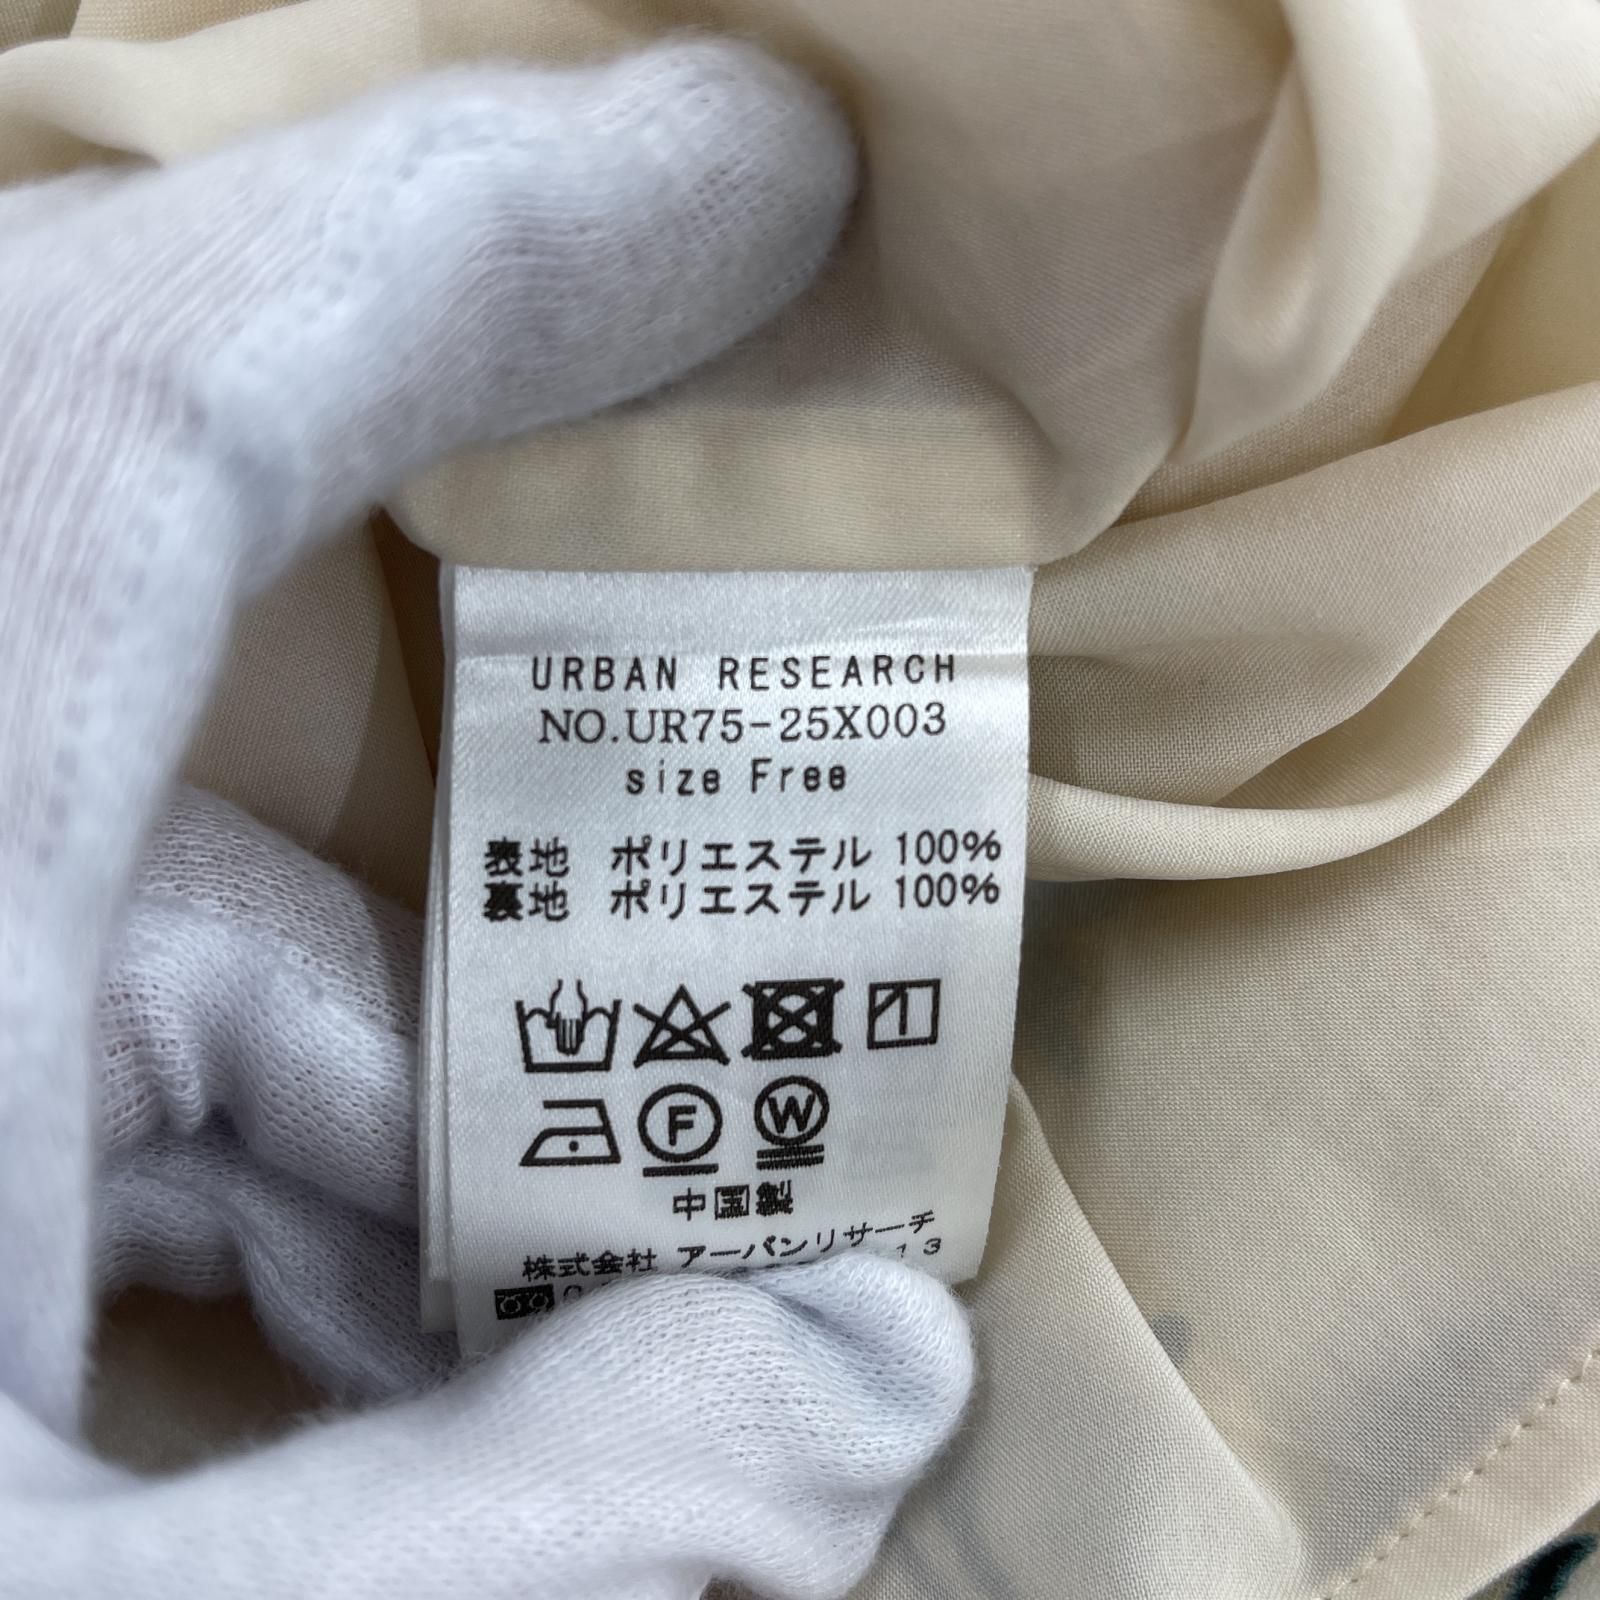 URBAN RESEARCH
NO.UR75-25X003
size Free
表地 ポリエステル 100%
裏地 ポリエステル 100%
F W
中国製
株式会社 アーバンリサーチ
13